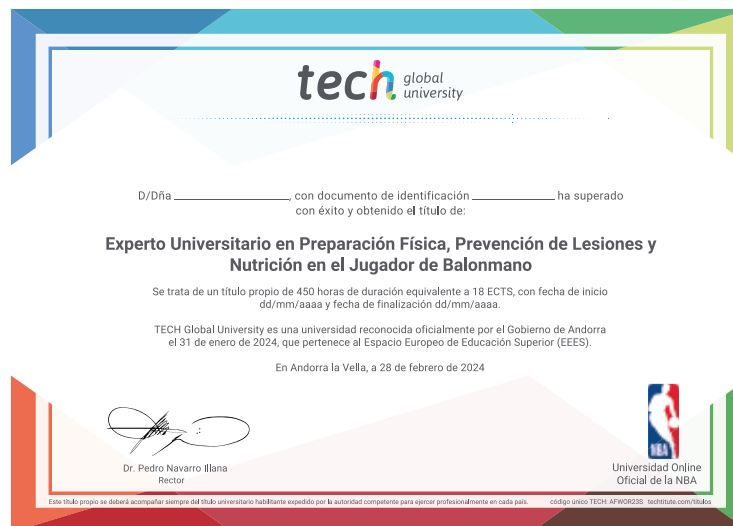 tech global university
D/Dña ______________, con documento de identificación __________ ha superado
con éxito y obtenido el título de:
Experto Universitario en Preparación Física, Prevención de Lesiones y
Nutrición en el Jugador de Balonmano
Se trata de un título propio de 450 horas de duración equivalente a 18 ECTS, con fecha de inicio
dd/mm/aaaa y fecha de finalización dd/mm/aaaa.
TECH Global University es una universidad reconocida oficialmente por el Gobierno de Andorra
el 31 de enero de 2024, que pertenece al Espacio Europeo de Educación Superior (EEES).
En Andorra la Vella, a 28 de febrero de 2024
Dr. Pedro Navarro Illana
Rector
NBA
Universidad Online
Oficial de la NBA
Este título propio se deberá acompañar siempre del título universitario habilitante expedido por la autoridad competente para ejercer profesionalmente en cada país. código único TECH: AFWOR23S techtitute.com/titulos